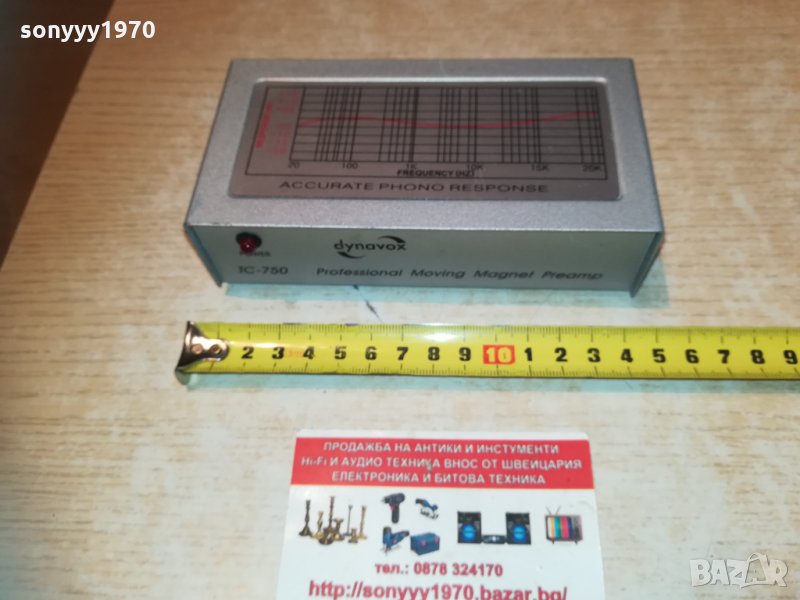 sonyyy1970
20 100 1K 10K 15K 20K
FREQUENCY (HZ)
ACCURATE PHONO RESPONSE
POWER
dynavox
TC-750 Professional Moving Magnet Preamp
2 3 4 5 6 7 8 9 10 1 2 3 4 5 6 7 8 9
ПРОДАЖБА НА АНТИКИ И ИНСТУМЕНТИ
Hi-Fi И АУДИО ТЕХНИКА ВНОС ОТ ШВЕЙЦАРИЯ
ЕЛЕКТРОНИКА И БИТОВА ТЕХНИКА
тел.: 0878 324170
http://sonyyy1970.bazar.bg/
BAZAR.bg